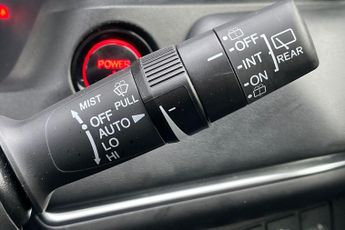 POWER
MIST
PULL
OFF
AUTO
LO
HI
OFF
INT
ON
REAR